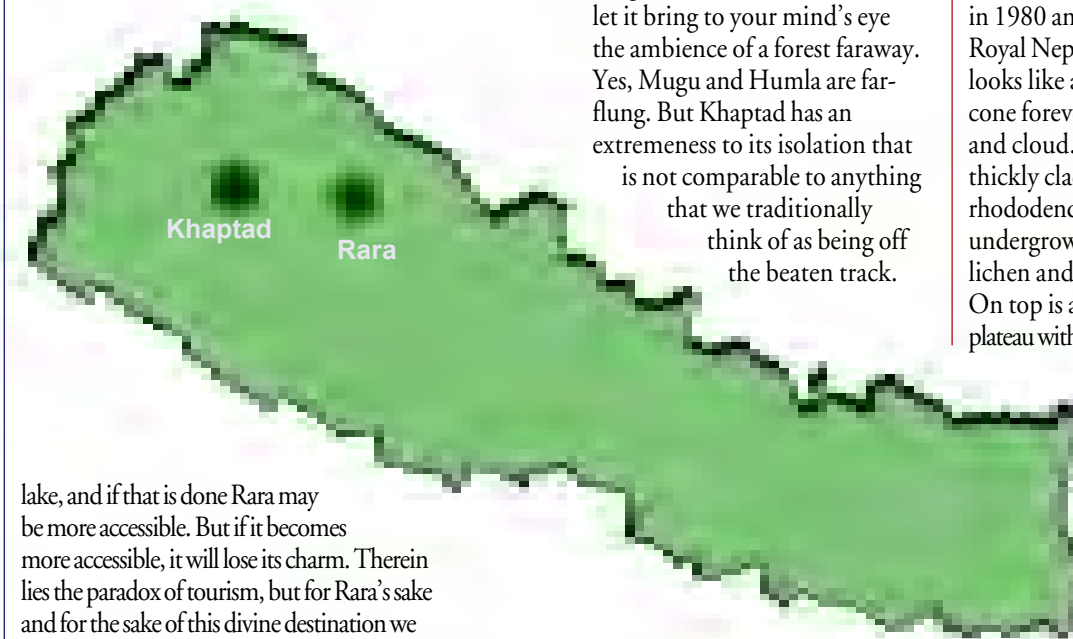 let it bring to your mind's eye
the ambience of a forest faraway.
Yes, Mugu and Humla are far-
flung. But Khaptad has an
extremeness to its isolation that
is not comparable to anything
that we traditionally
think of as being off
the beaten track.
in 1980 an
Royal Nep
looks like a
cone forev
and cloud.
thickly cla
rhododend
undergrow
lichen and
On top is a
plateau with
Khaptad
Rara
lake, and if that is done Rara may
be more accessible. But if it becomes
more accessible, it will lose its charm. Therein
lies the paradox of tourism, but for Rara's sake
and for the sake of this divine destination we